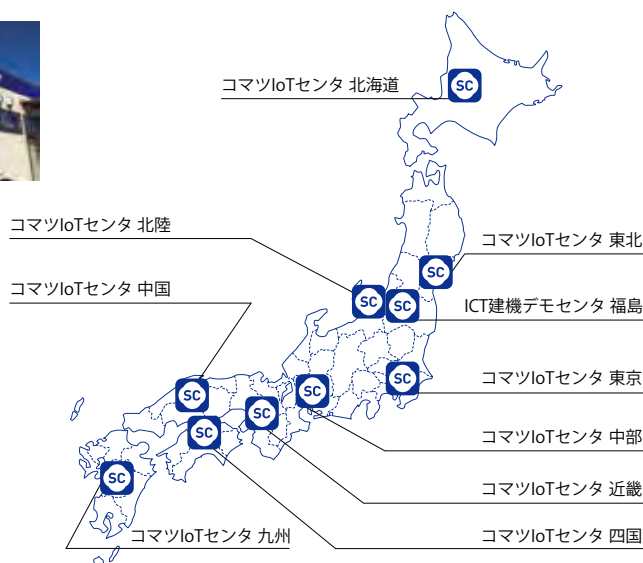 コマツIoTセンタ 北海道
SC
コマツIoTセンタ 北陸
コマツIoTセンタ 東北
SC
コマツIoTセンタ 中国
SC
SC
ICT建機デモセンタ 福島
コマツIoTセンタ 東京
SC
SC
SC
SC
SC
コマツIoTセンタ 中部
SC
コマツIoTセンタ 近畿
コマツIoTセンタ 九州
コマツIoTセンタ 四国